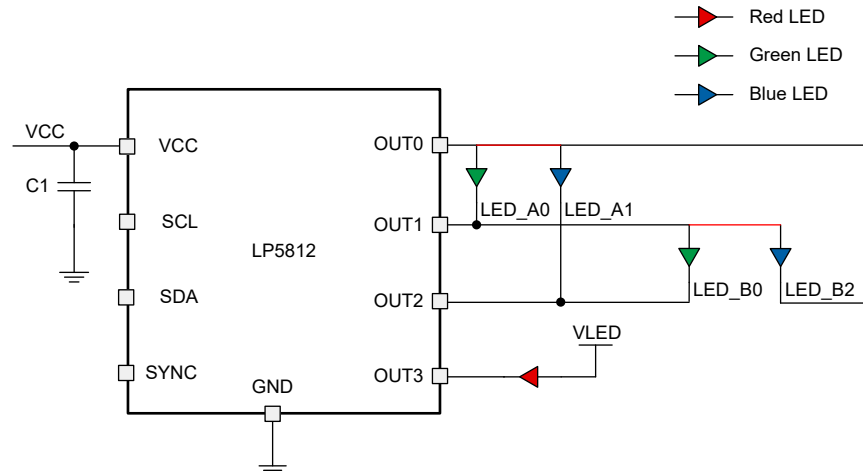 Red LED
Green LED
Blue LED
VCC
VCC
OUT0
C1
LED_A0
LED_A1
SCL
OUT1
LP5812
SDA
OUT2
LED_B0
LED_B2
VLED
SYNC
OUT3
GND